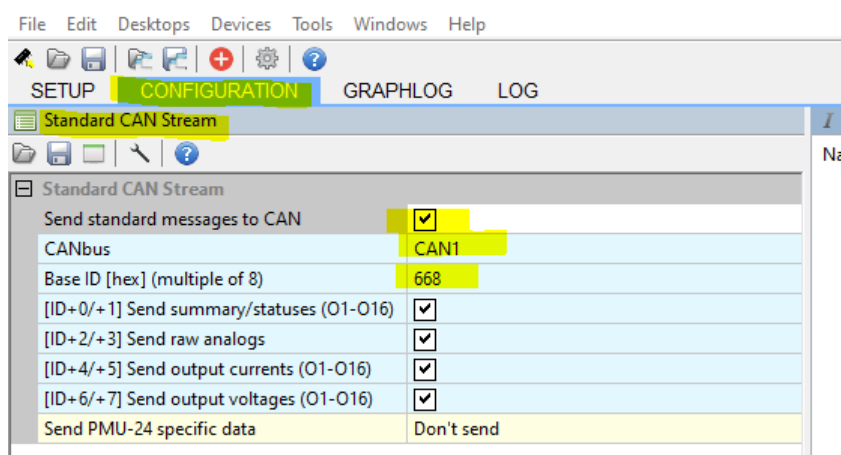 File Edit Desktops Devices Tools Windows Help
SETUP CONFIGURATION GRAPHLOG LOG
Standard CAN Stream
Standard CAN Stream
Send standard messages to CAN
CANbus CAN1
Base ID [hex] (multiple of 8) 668
[ID+0/+1] Send summary/statuses (O1-O16)
[ID+2/+3] Send raw analogs
[ID+4/+5] Send output currents (O1-O16)
[ID+6/+7] Send output voltages (O1-O16)
Send PMU-24 specific data Don't send